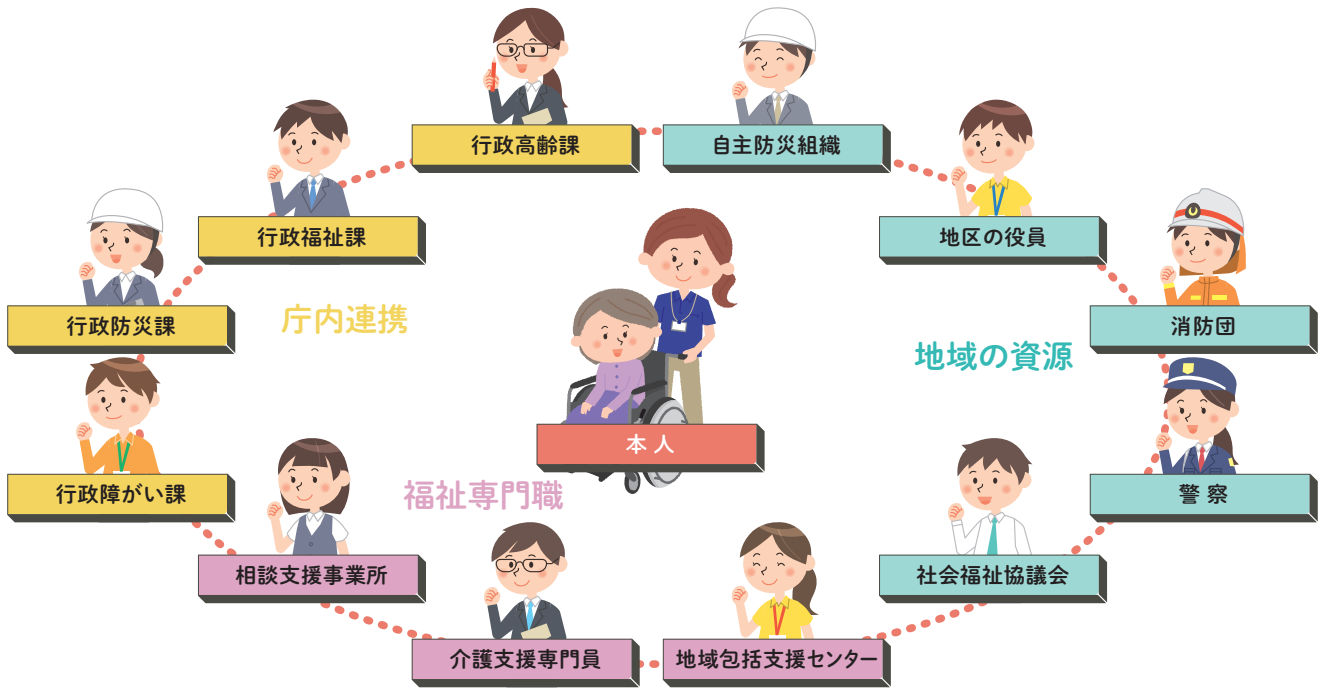 行政高齢課
自主防災組織
行政福祉課
地区の役員
行政防災課
庁内連携
消防団
地域の資源
本人
行政障がい課
福祉専門職
警察
相談支援事業所
社会福祉協議会
介護支援専門員
地域包括支援センター